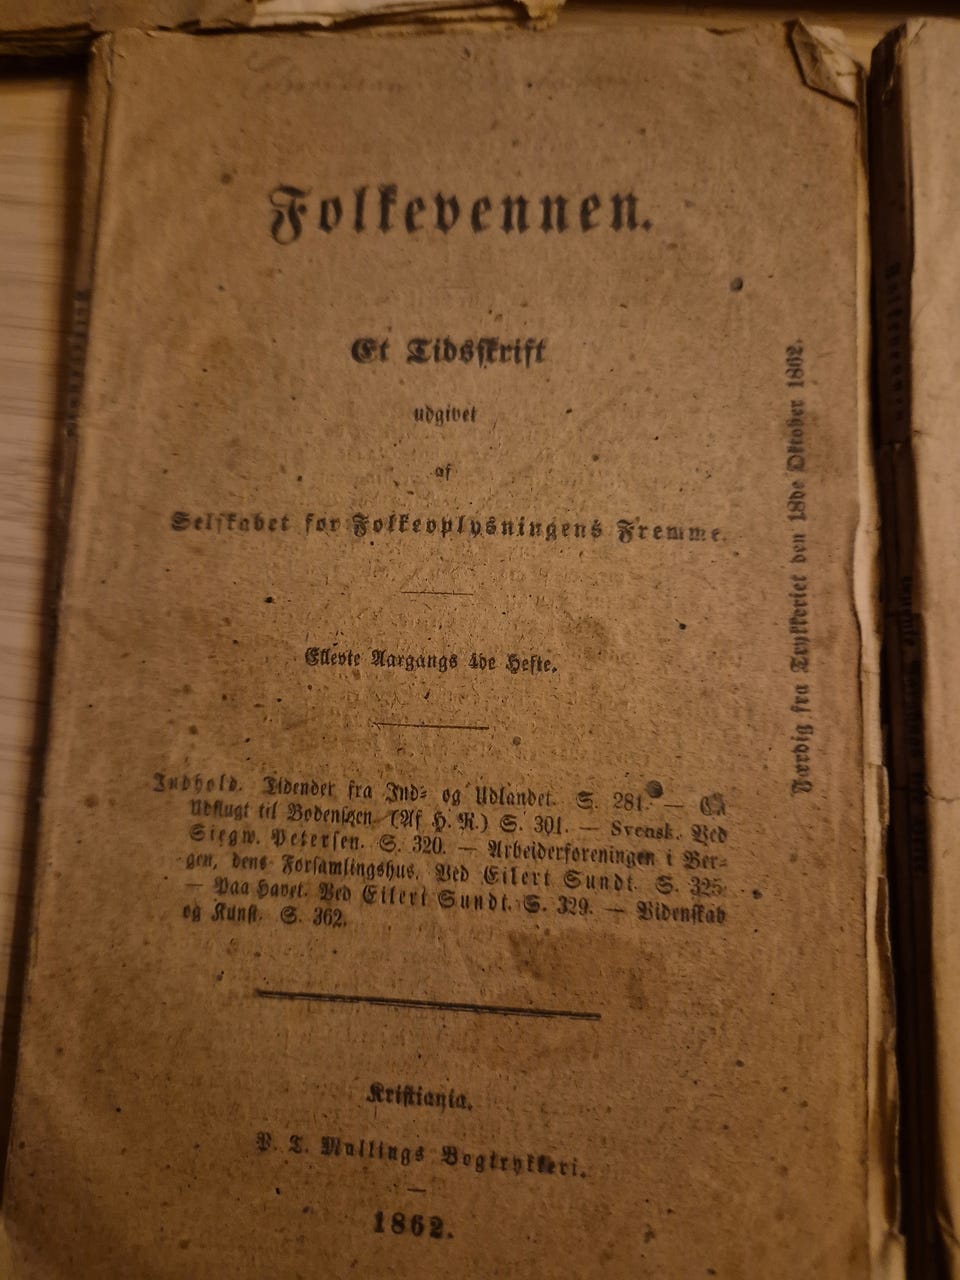 Folkevennen.
Et Tidsskrift
udgivet
af
Selskabet for Folkeoplysningens Fremme.
Ellevte Aargangs 4de Hefte.
Indhold. Tidender fra Ind- og Udlandet. S. 281. — En
Udflugt til Bodensøen. (Af H. R.) S. 301. — Svensk. Ved
Siegw. Petersen. S. 320. — Arbeiderforeningen i Ber-
gen, dens Forsamlingshus. Ved Eilert Sundt. S. 325.
— Paa Havet. Ved Eilert Sundt. S. 329. — Videnskab
og Kunst. S. 362.
Kristiania.
P. T. Mallings Bogtrykkeri.
1862.
Færdig fra Trykkeriet den 18de Oktober 1862.